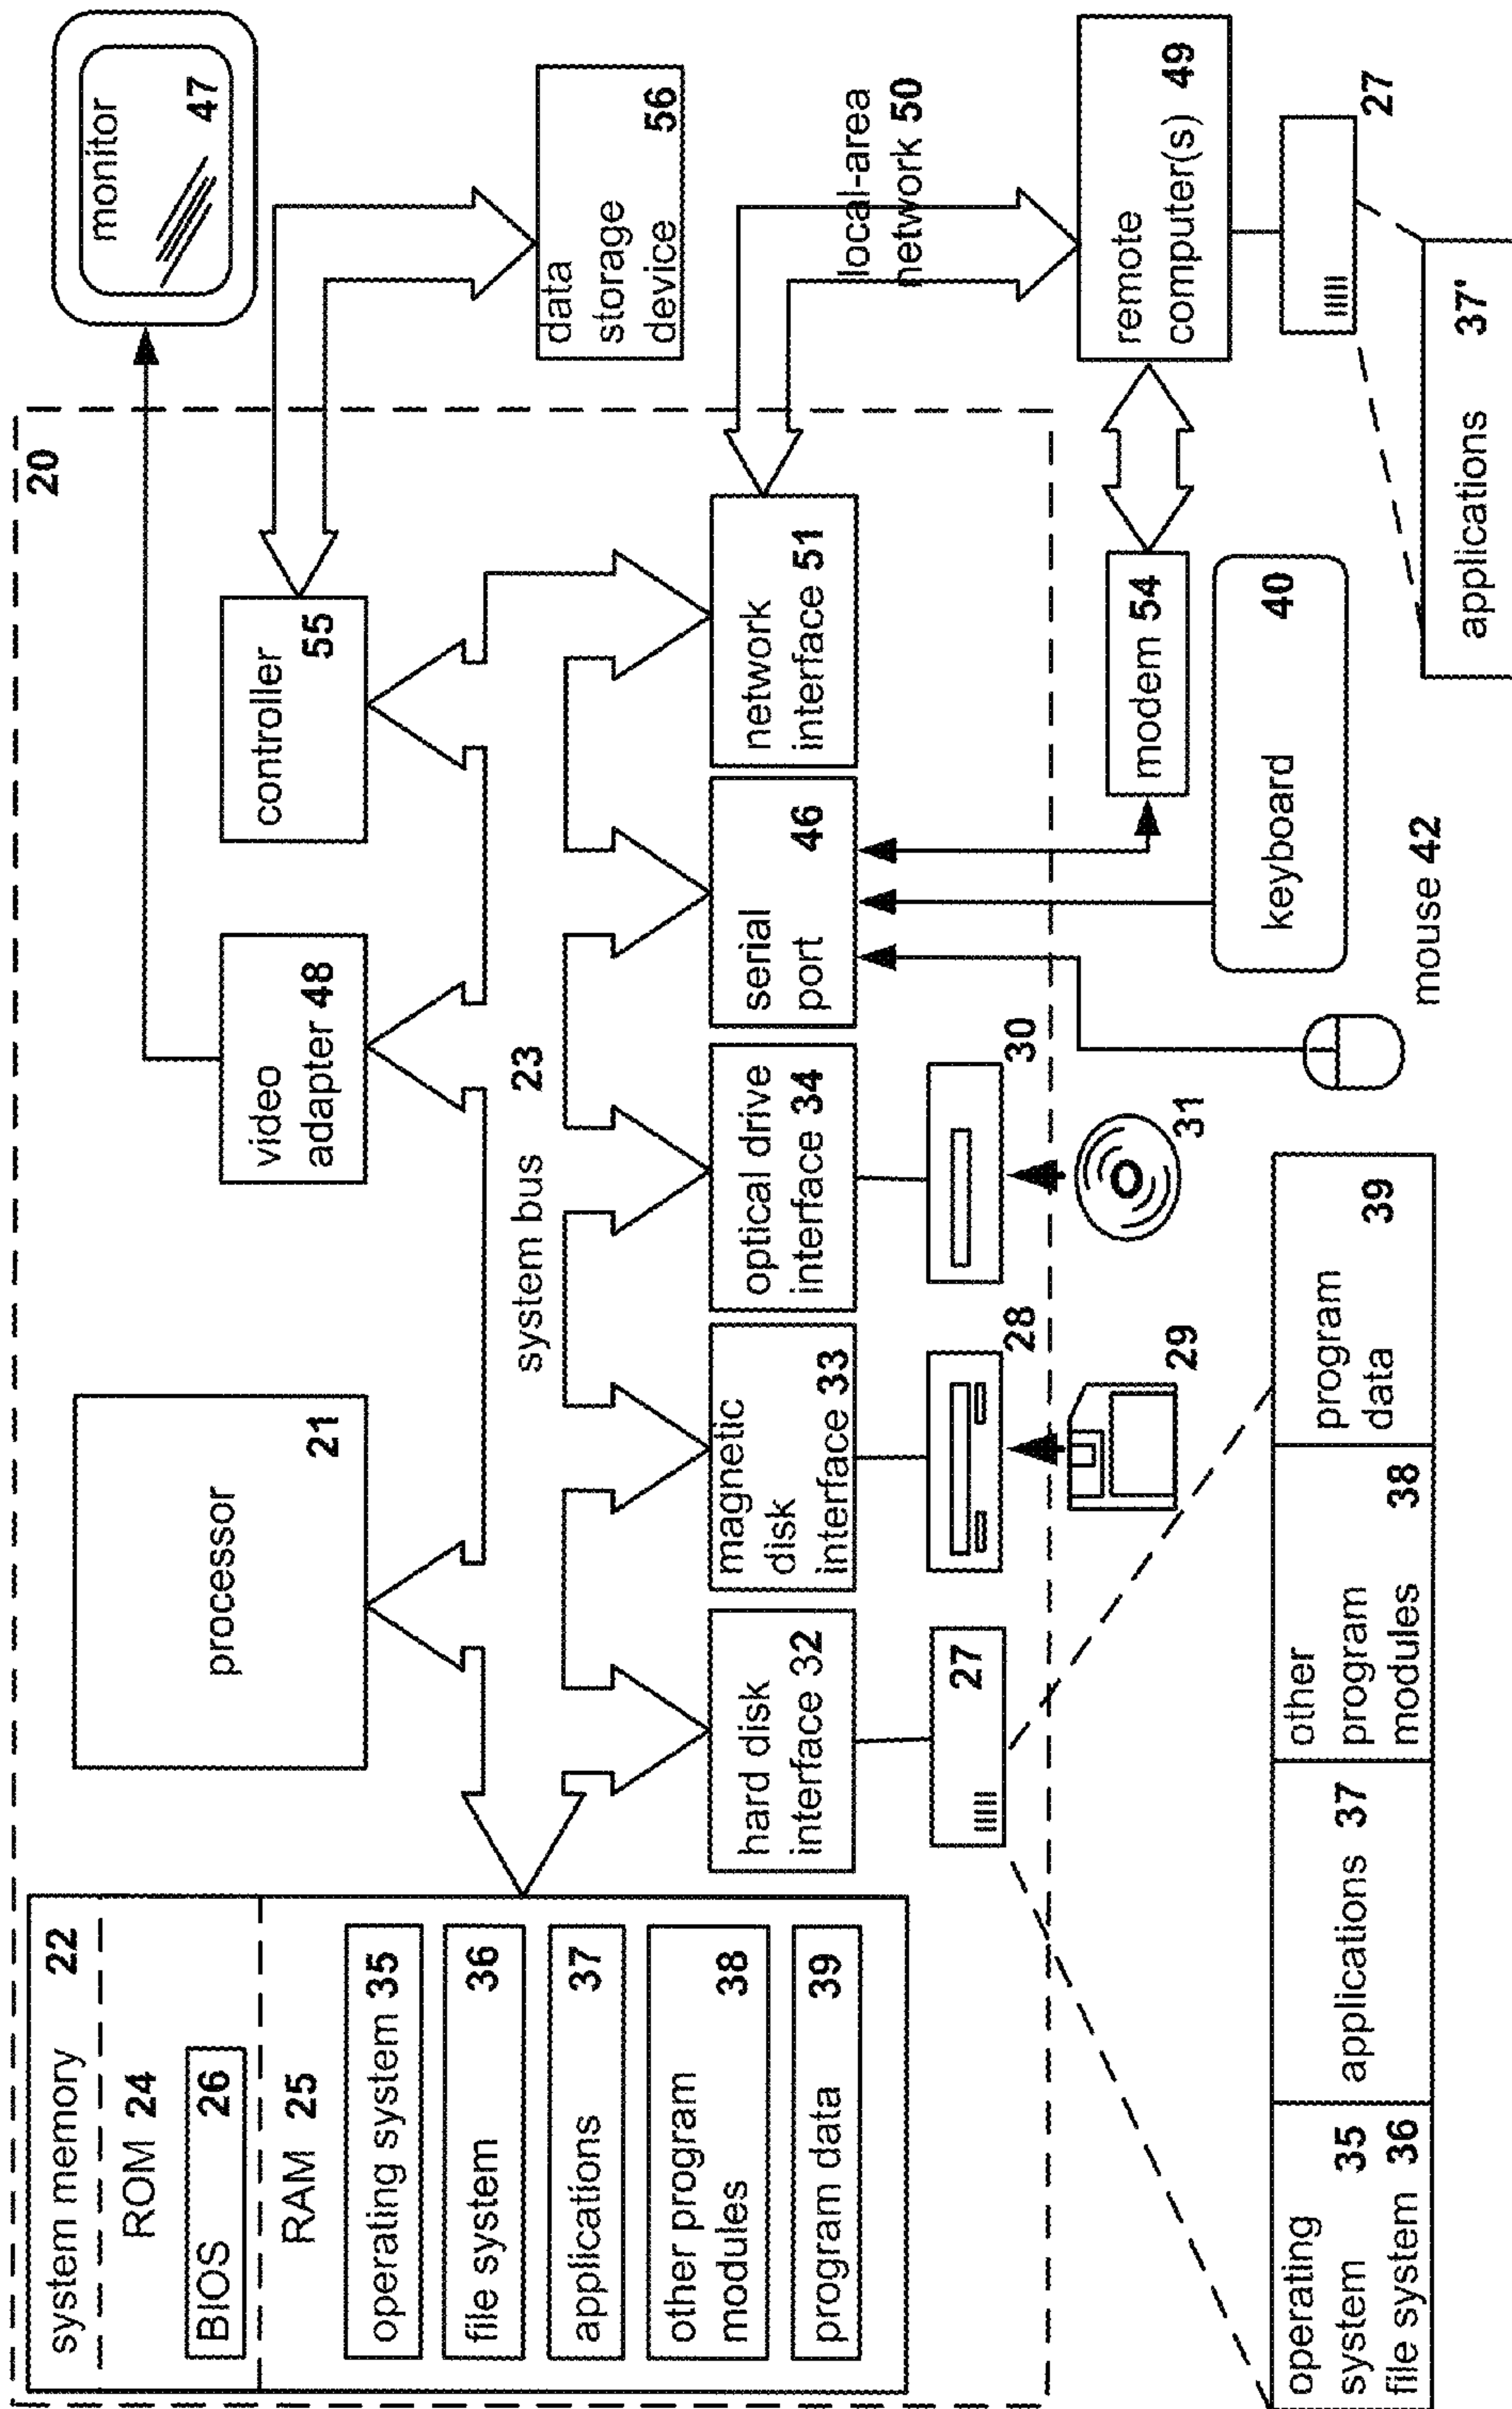 20
system memory 22
ROM 24
BIOS 26
RAM 25
operating system 35
file system 36
applications 37
other program
modules 38
program data 39
processor
21
video
adapter 48
controller
55
monitor
47
system bus 23
data
storage
device 56
hard disk
interface 32
magnetic
disk
interface 33
optical drive
interface 34
serial
port 46
network
interface 51
local-area
network 50
27
28
30
29
31
modem 54
remote
computer(s) 49
27
keyboard
40
mouse 42
operating
system 35
file system 36
applications 37
other
program
modules 38
program
data 39
applications 37'